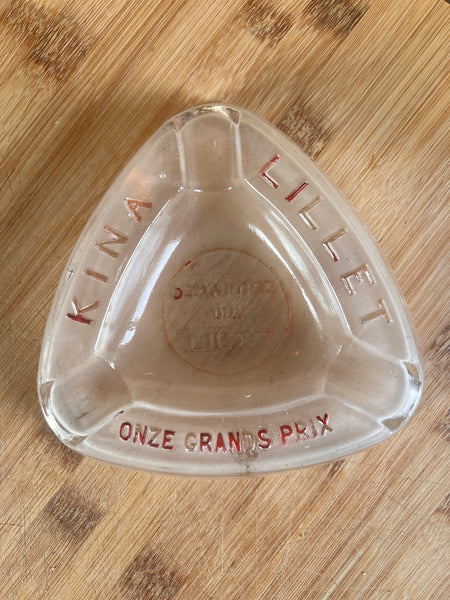 KINA
LILLET
DEMANDEZ
UN
LILLET
ONZE GRANDS PRIX